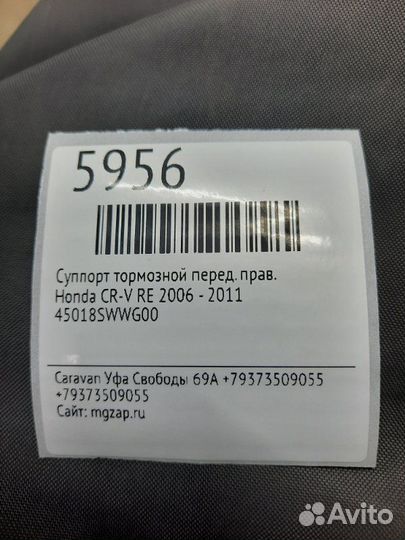 5956
Суппорт тормозной перед. прав.
Honda CR-V RE 2006 - 2011
45018SWWG00
Caravan Уфа Свободы 69А +79373509055
+79373509055
Сайт: mgzap.ru
Avito